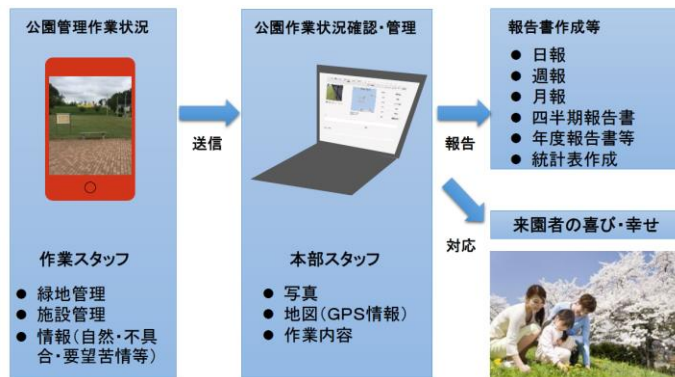 公園管理作業状況
送信
作業スタッフ
● 緑地管理
● 施設管理
● 情報(自然・不具
合・要望苦情等)
公園作業状況確認・管理
本部スタッフ
● 写真
● 地図(GPS情報)
● 作業内容
報告
対応
報告書作成等
● 日報
● 週報
● 月報
● 四半期報告書
● 年度報告書等
● 統計表作成
来園者の喜び・幸せ